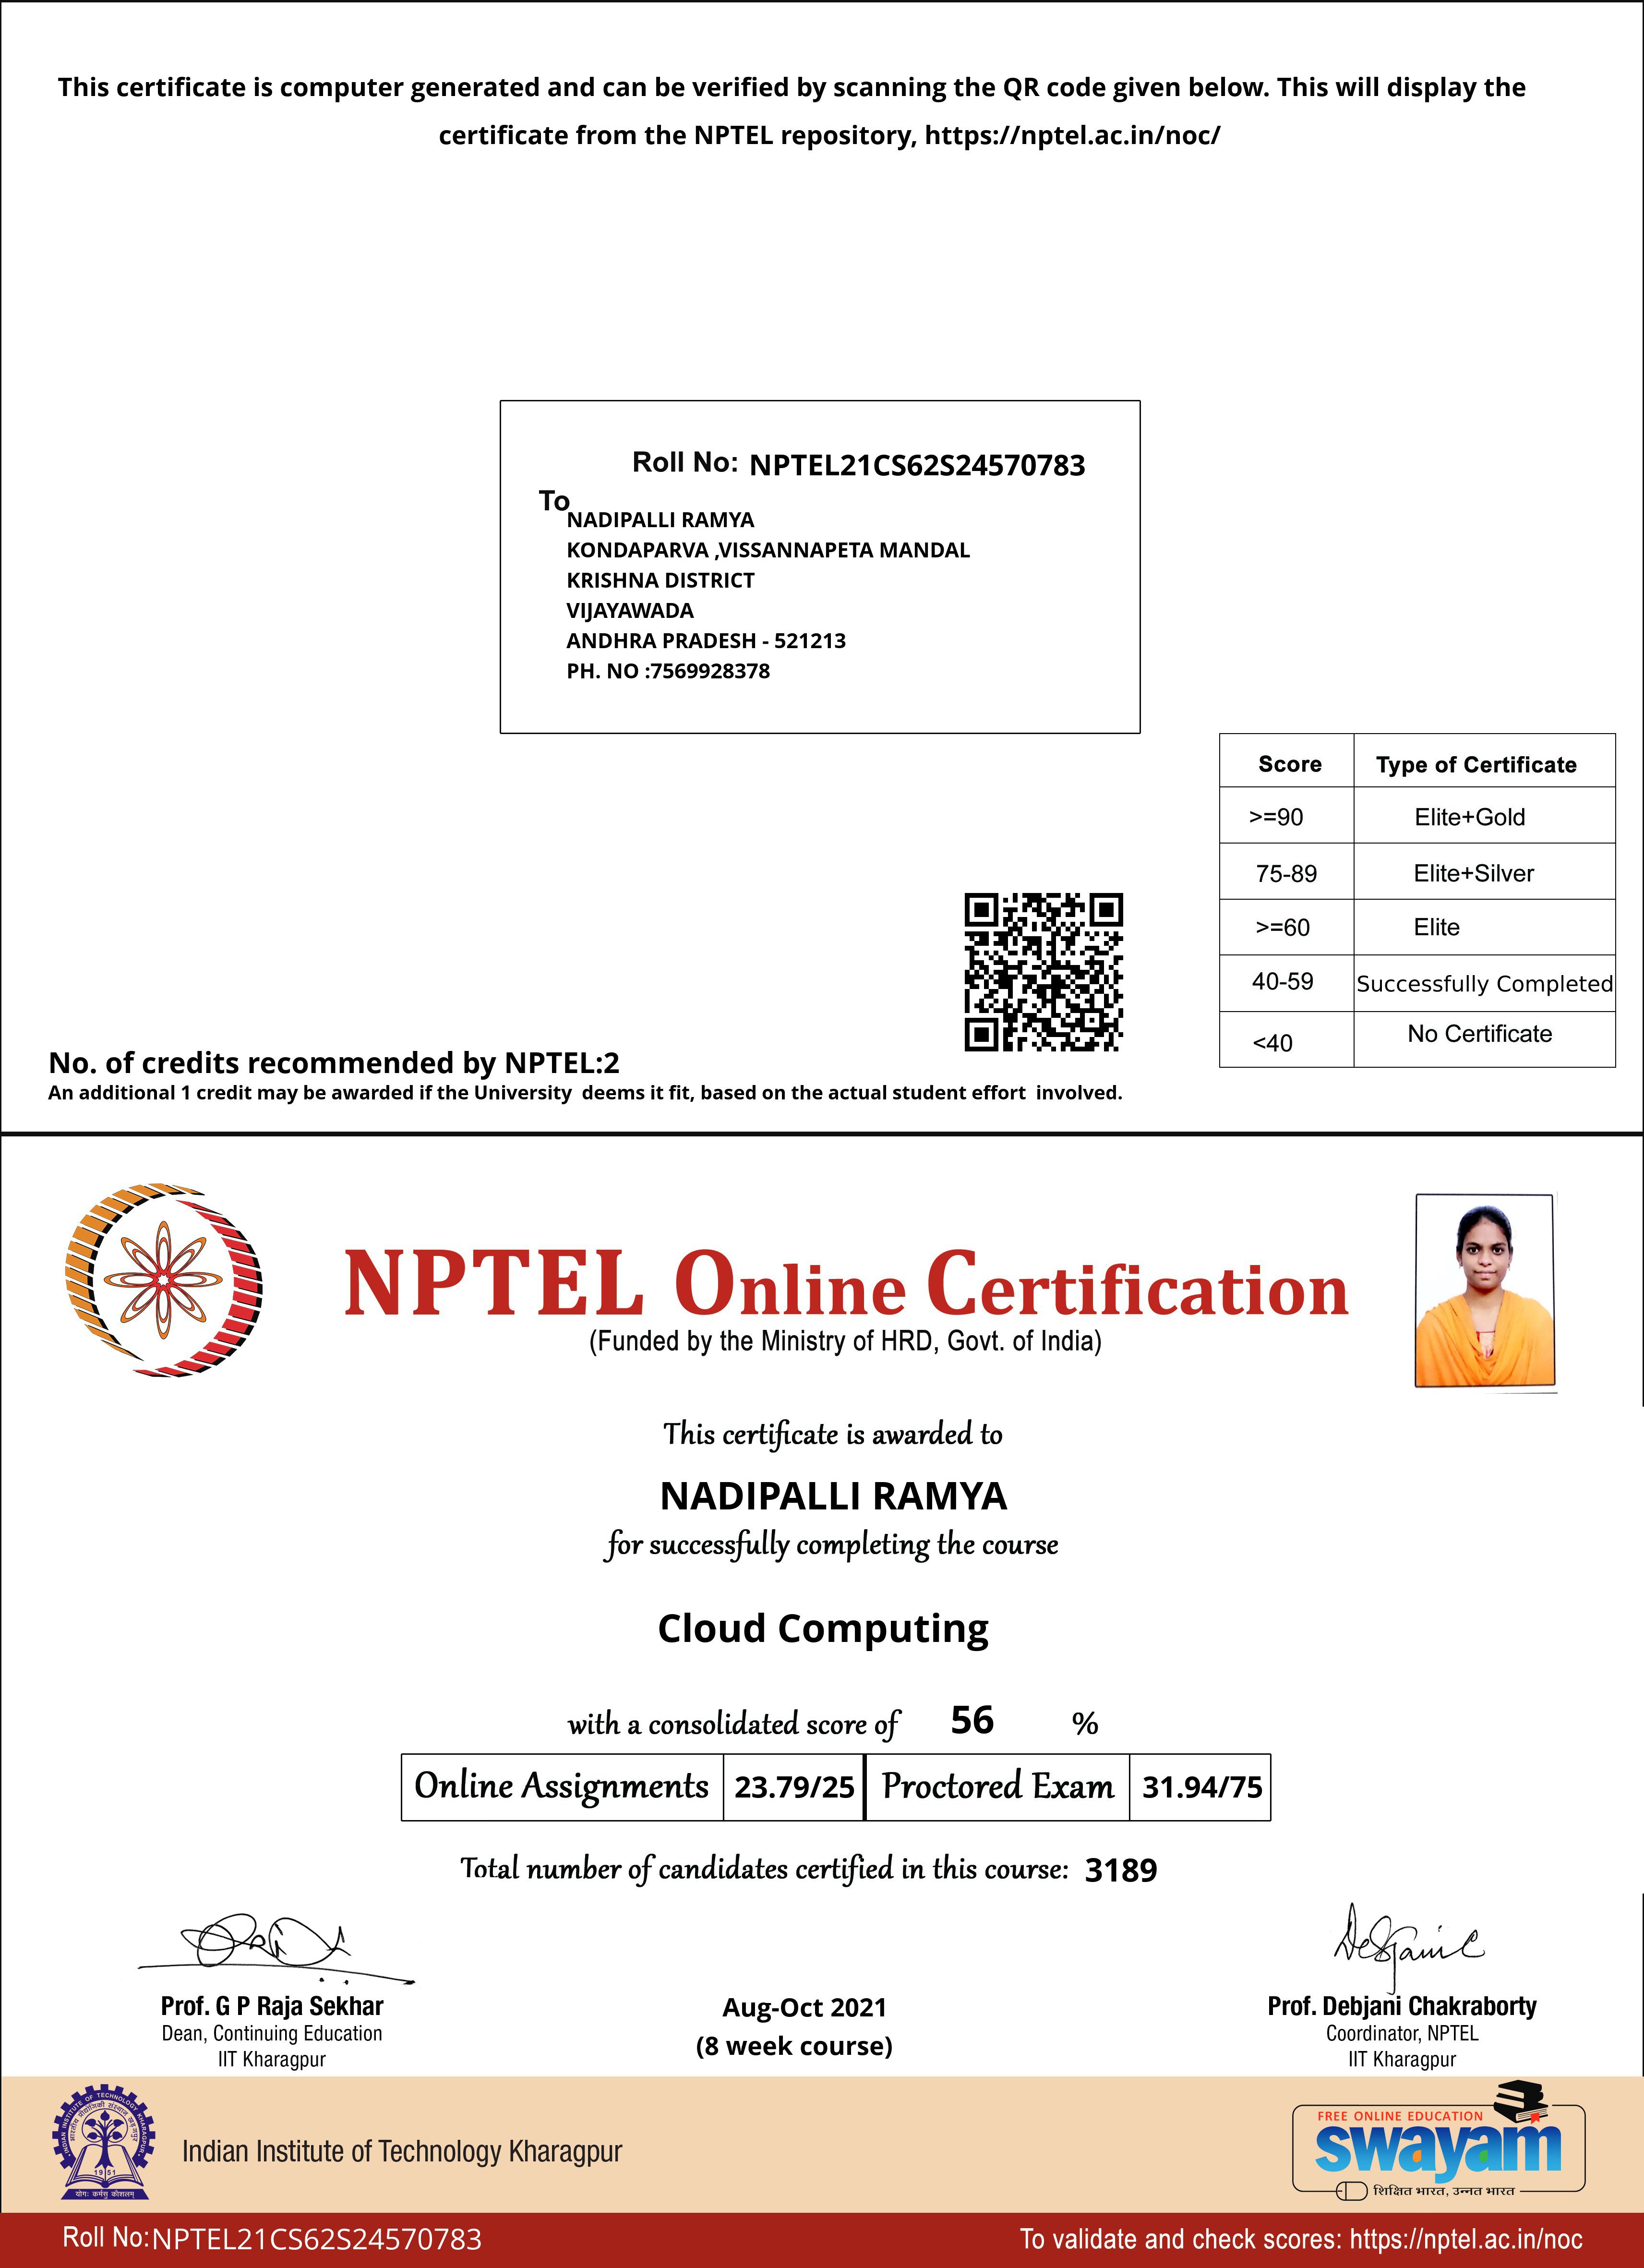 This certificate is computer generated and can be verified by scanning the QR code given below. This will display the
certificate from the NPTEL repository, https://nptel.ac.in/noc/
Roll No: NPTEL21CS62S24570783
To
NADIPALLI RAMYA
KONDAPARVA ,VISSANNAPETA MANDAL
KRISHNA DISTRICT
VIJAYAWADA
ANDHRA PRADESH - 521213
PH. NO :7569928378
Score Type of Certificate
>=90 Elite+Gold
75-89 Elite+Silver
>=60 Elite
40-59 Successfully Completed
<40 No Certificate
No. of credits recommended by NPTEL:2
An additional 1 credit may be awarded if the University deems it fit, based on the actual student effort involved.
NPTEL Online Certification
(Funded by the Ministry of HRD, Govt. of India)
This certificate is awarded to
NADIPALLI RAMYA
for successfully completing the course
Cloud Computing
with a consolidated score of 56 %
Online Assignments 23.79/25 Proctored Exam 31.94/75
Total number of candidates certified in this course: 3189
Prof. G P Raja Sekhar
Dean, Continuing Education
IIT Kharagpur
Aug-Oct 2021
(8 week course)
Debjani C
Prof. Debjani Chakraborty
Coordinator, NPTEL
IIT Kharagpur
INDIAN INSTITUTE OF TECHNOLOGY KHARAGPUR
1951
योगः कर्मसु कौशलम्
Indian Institute of Technology Kharagpur
FREE ONLINE EDUCATION
swayam
शिक्षित भारत, उन्नत भारत
Roll No:NPTEL21CS62S24570783
To validate and check scores: https://nptel.ac.in/noc